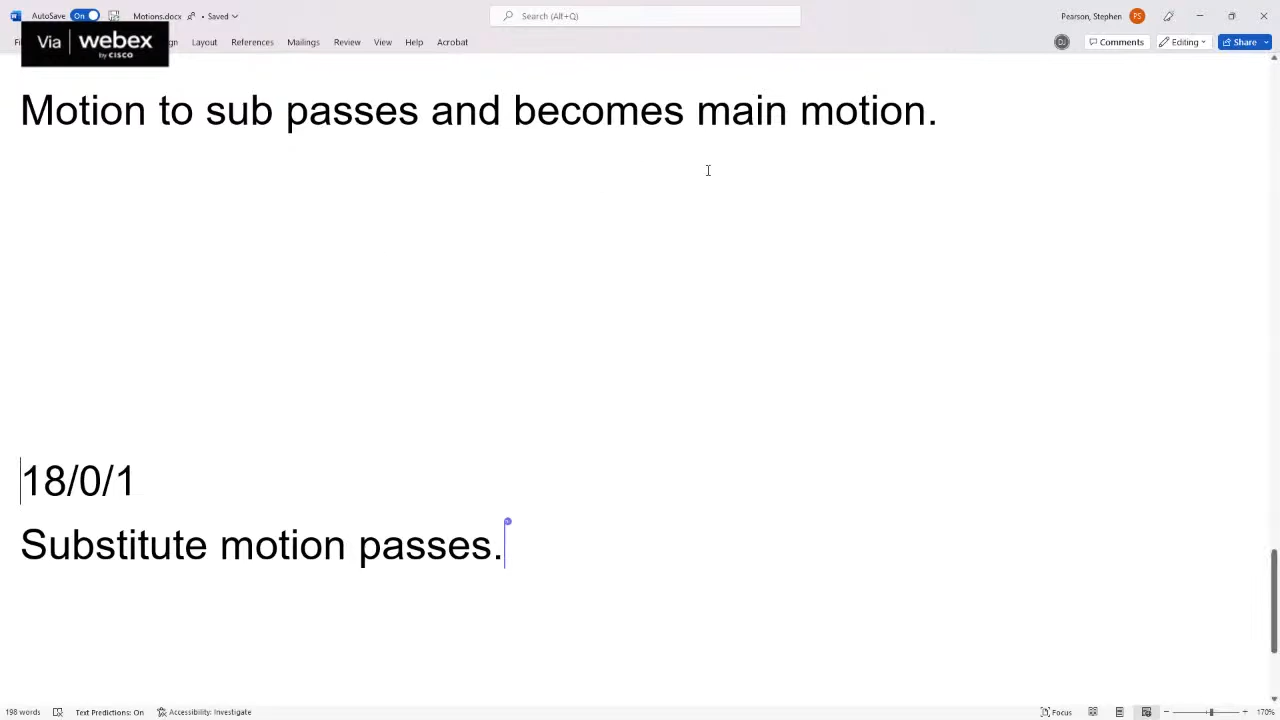 AutoSave On Motions.docx • Saved Search (Alt+Q) Pearson, Stephen PS
Layout References Mailings Review View Help Acrobat DJ Comments Editing Share
Via webex
by CISCO
Motion to sub passes and becomes main motion.
18/0/1
Substitute motion passes.
198 words Text Predictions: On Accessibility: Investigate Focus 170%